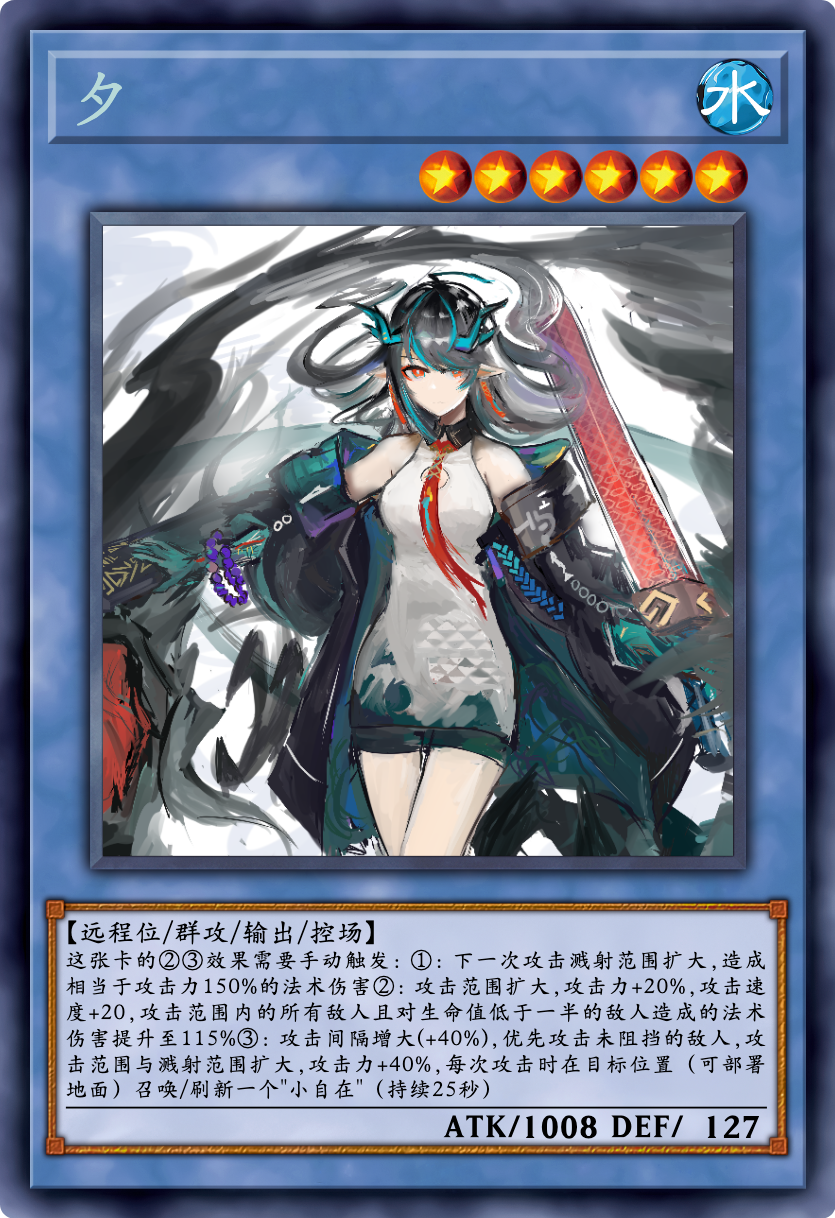 夕
水
【远程位/群攻/输出/控场】
这张卡的②③效果需要手动触发：①：下一次攻击溅射范围扩大,造成
相当于攻击力150%的法术伤害②：攻击范围扩大,攻击力+20%,攻击速
度+20,攻击范围内的所有敌人且对生命值低于一半的敌人造成的法术
伤害提升至115%③：攻击间隔增大(+40%),优先攻击未阻挡的敌人,攻
击范围与溅射范围扩大,攻击力+40%,每次攻击时在目标位置（可部署
地面）召唤/刷新一个"小自在"（持续25秒）
ATK/1008 DEF/ 127